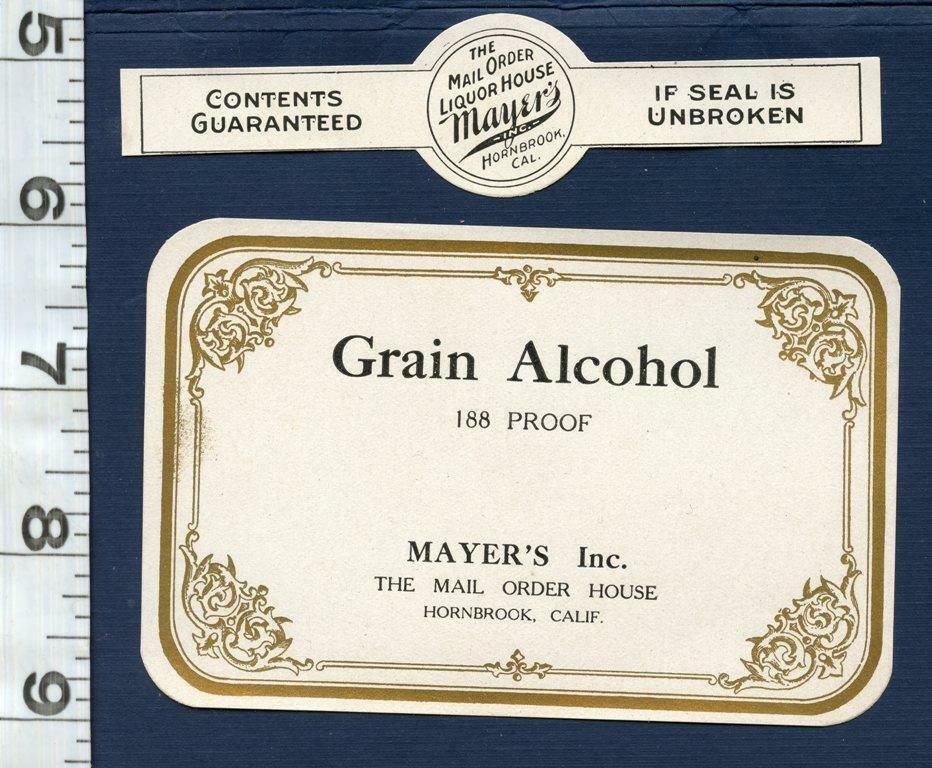 CONTENTS
GUARANTEED
THE
MAIL ORDER
LIQUOR HOUSE
Mayer's
-INC.-
HORNBROOK,
CAL.
IF SEAL IS
UNBROKEN
Grain Alcohol
188 PROOF
MAYER'S Inc.
THE MAIL ORDER HOUSE
HORNBROOK, CALIF.
5
6
7
8
9